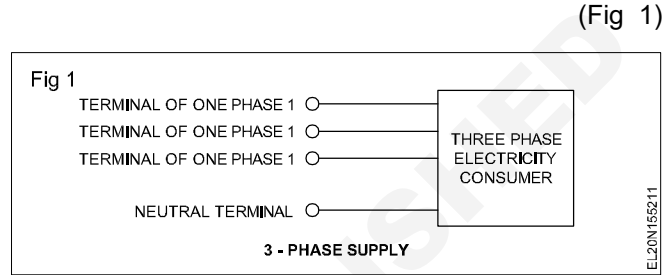 (Fig 1)
Fig 1
TERMINAL OF ONE PHASE 1
TERMINAL OF ONE PHASE 1
TERMINAL OF ONE PHASE 1
NEUTRAL TERMINAL
THREE PHASE
ELECTRICITY
CONSUMER
3 - PHASE SUPPLY
EL20N155211